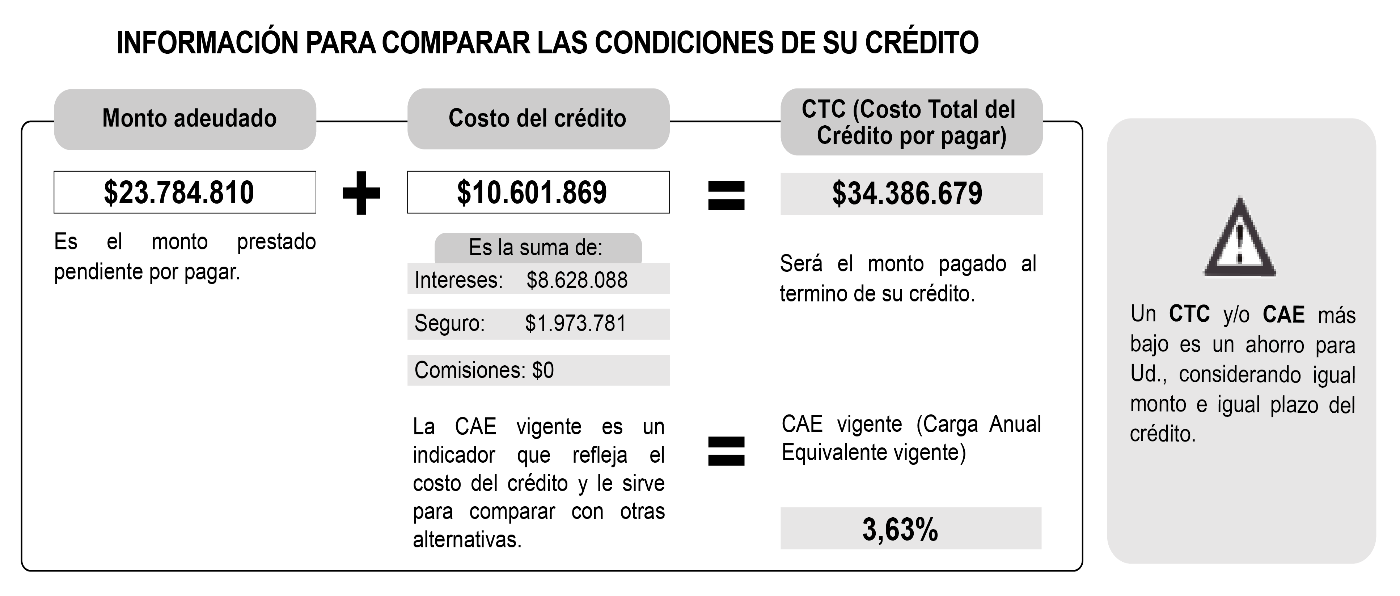 INFORMACIÓN PARA COMPARAR LAS CONDICIONES DE SU CRÉDITO
Monto adeudado
$23.784.810
Es el monto prestado
pendiente por pagar.
+
Costo del crédito
$10.601.869
Es la suma de:
Intereses: $8.628.088
Seguro: $1.973.781
Comisiones: $0
La CAE vigente es un
indicador que refleja el
costo del crédito y le sirve
para comparar con otras
alternativas.
=
CTC (Costo Total del
Crédito por pagar)
$34.386.679
Será el monto pagado al
termino de su crédito.
=
CAE vigente (Carga Anual
Equivalente vigente)
3,63%
!
Un CTC y/o CAE más
bajo es un ahorro para
Ud., considerando igual
monto e igual plazo del
crédito.